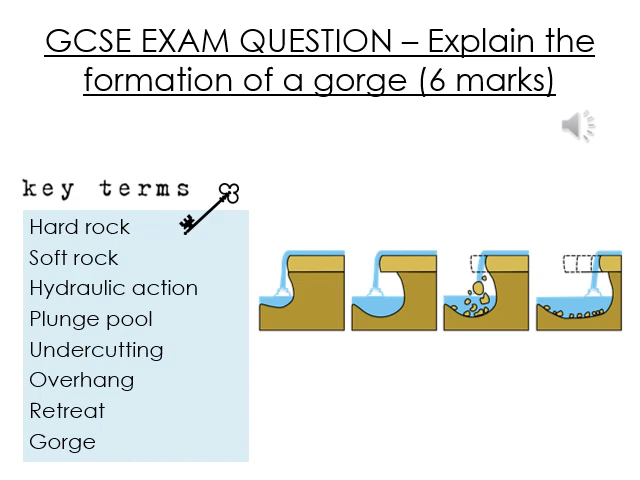 GCSE EXAM QUESTION – Explain the
formation of a gorge (6 marks)
key terms
Hard rock
Soft rock
Hydraulic action
Plunge pool
Undercutting
Overhang
Retreat
Gorge